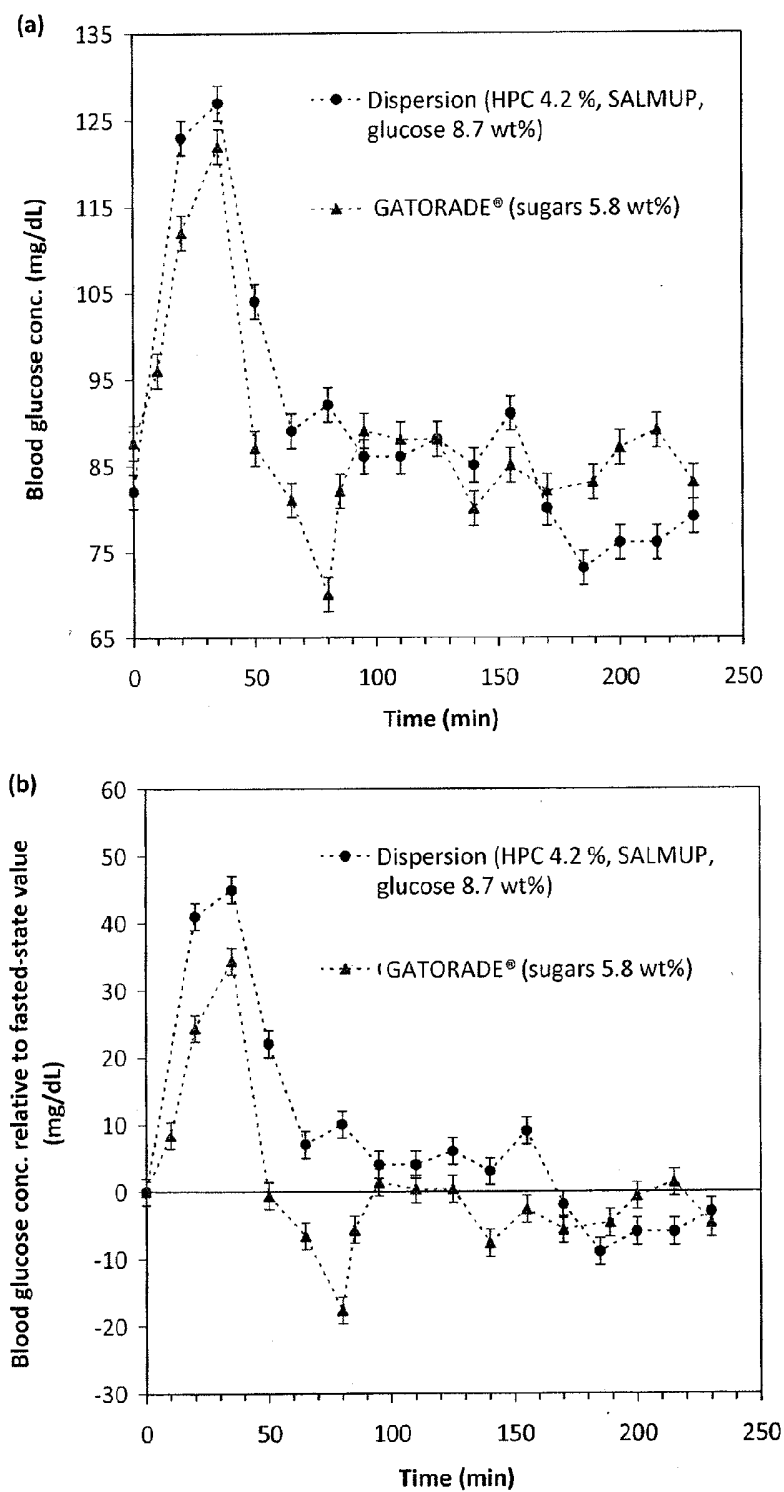 (a)
135
125
115
105
95
85
75
65
Blood glucose conc. (mg/dL)
Dispersion (HPC 4.2 %, SALMUP,
glucose 8.7 wt%)
GATORADE® (sugars 5.8 wt%)
0 50 100 150 200 250
Time (min)
(b)
60
50
40
30
20
10
0
-10
-20
-30
Blood glucose conc. relative to fasted-state value
(mg/dL)
Dispersion (HPC 4.2 %, SALMUP,
glucose 8.7 wt%)
GATORADE® (sugars 5.8 wt%)
0 50 100 150 200 250
Time (min)